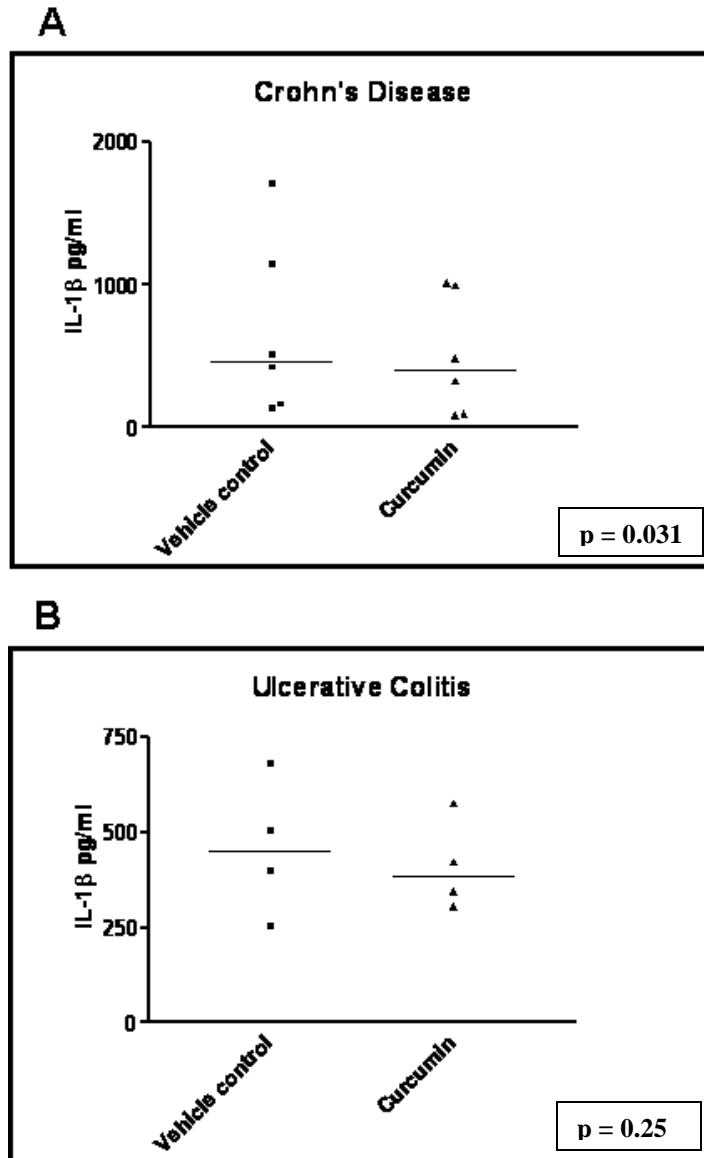 A
Crohn's Disease
2000
1000
0
IL-1β pg/ml
Vehicle control
Curcumin
p = 0.031
B
Ulcerative Colitis
750
500
250
0
IL-1β pg/ml
Vehicle control
Curcumin
p = 0.25